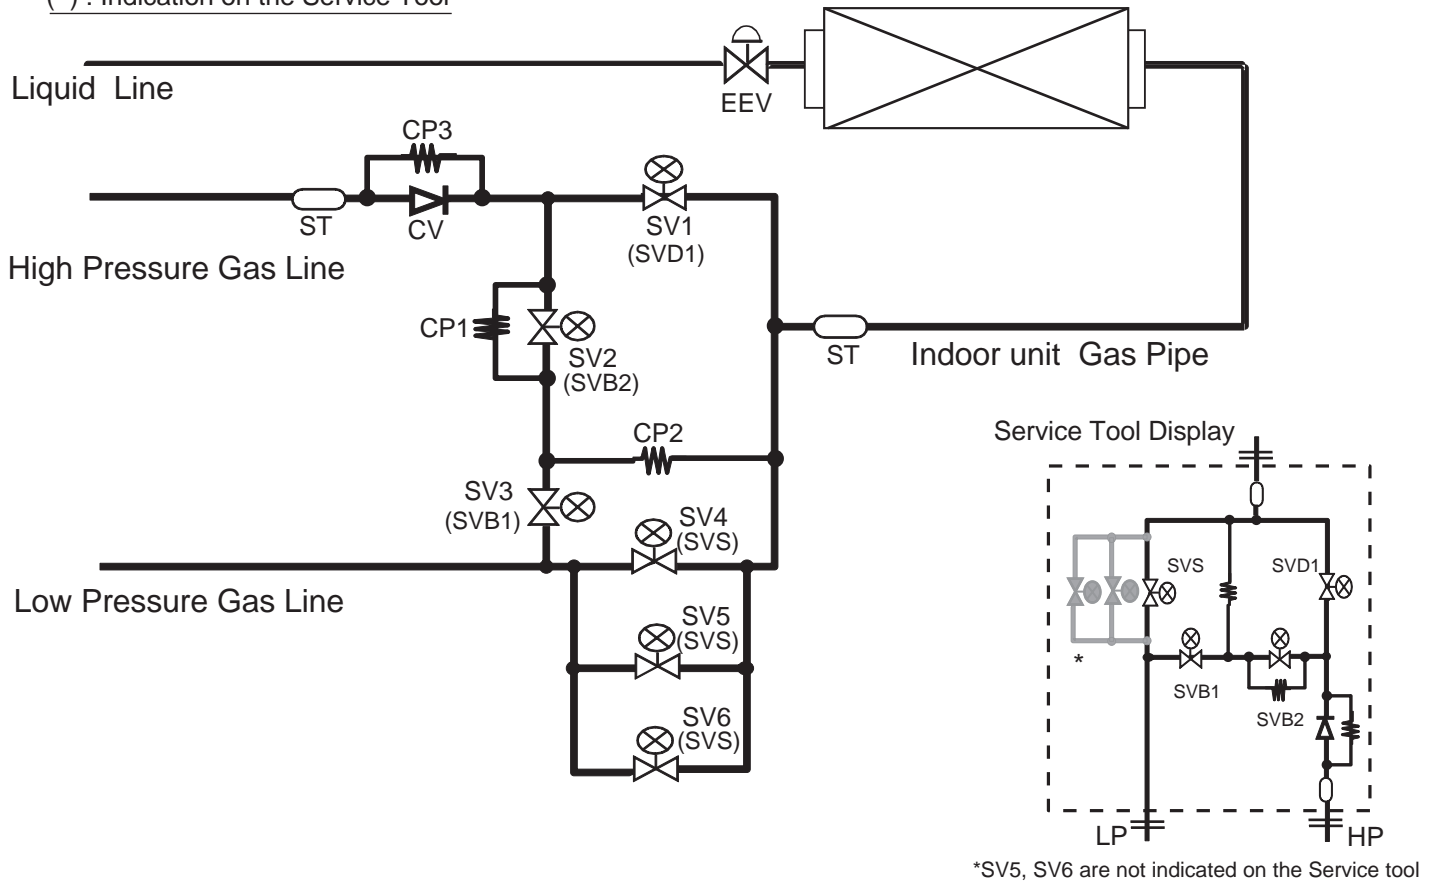 ( ) : Indication on the Service Tool
Liquid Line
EEV
CP3
ST
CV
SV1
(SVD1)
High Pressure Gas Line
CP1
SV2
(SVB2)
ST
Indoor unit Gas Pipe
CP2
SV3
(SVB1)
SV4
(SVS)
Low Pressure Gas Line
SV5
(SVS)
SV6
(SVS)
Service Tool Display
SVS
SVD1
*
SVB1
SVB2
LP
HP
*SV5, SV6 are not indicated on the Service tool